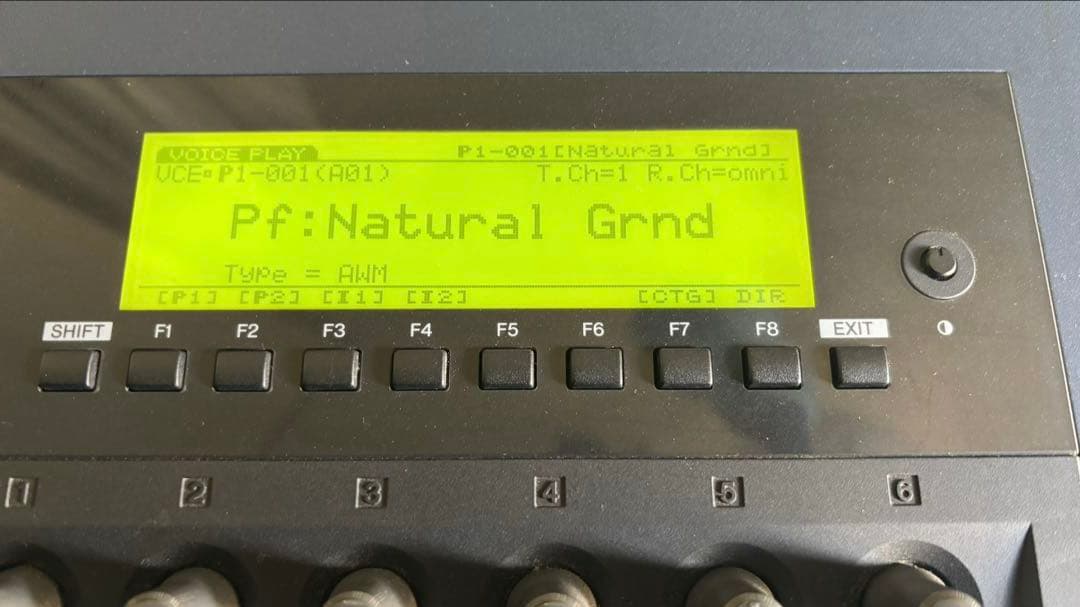 VOICE PLAY P1-001[Natural Grnd]
VCE P1-001(A01) T.Ch=1 R.Ch=omni
Pf:Natural Grnd
Type = AWM
[P1] [P2] [I1] [I2] [CTG] DIR
SHIFT F1 F2 F3 F4 F5 F6 F7 F8 EXIT
1 2 3 4 5 6